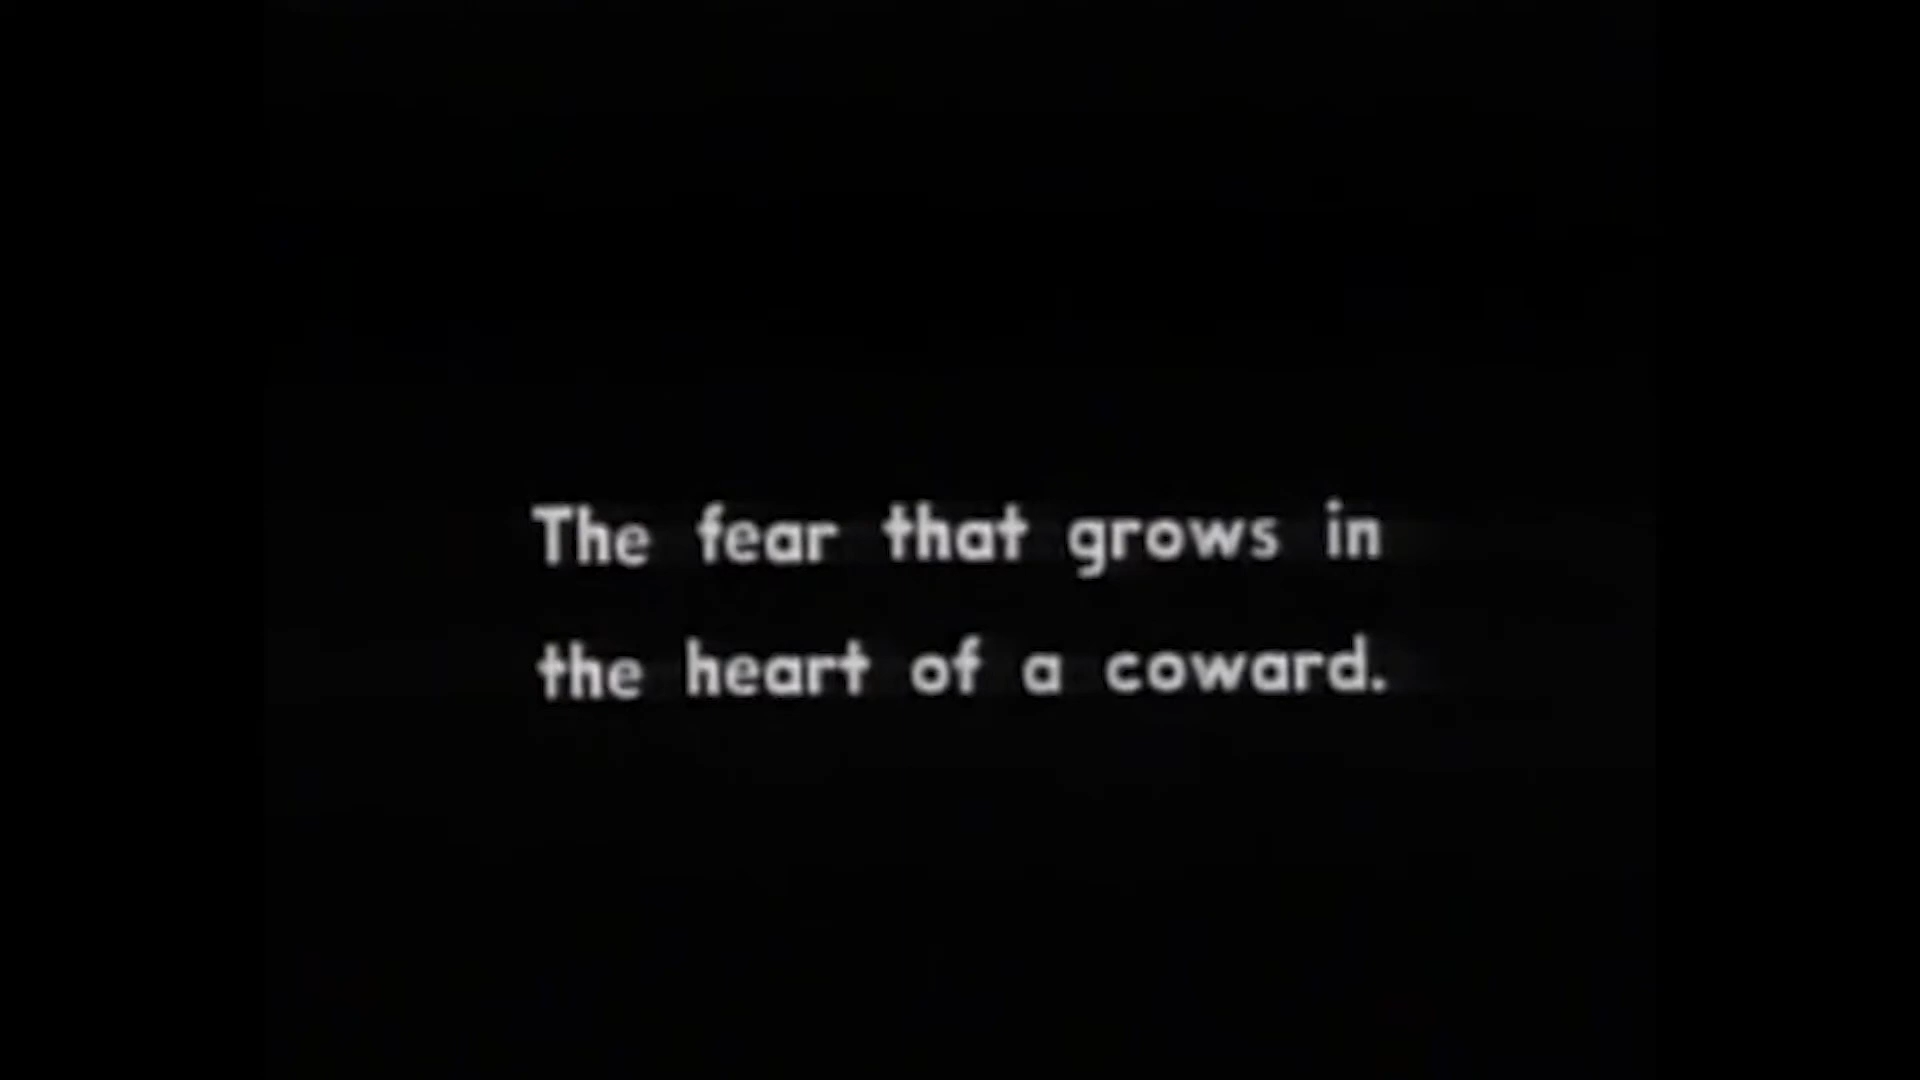 The fear that grows in
the heart of a coward.